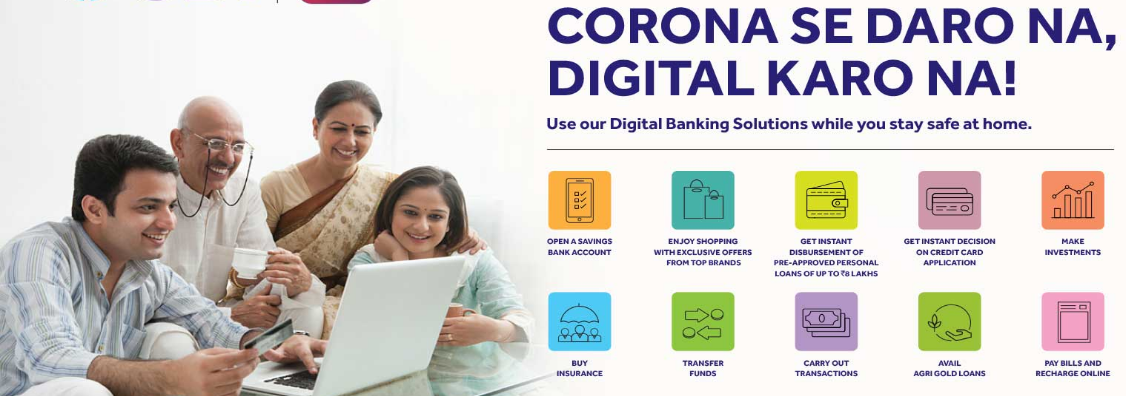 CORONA SE DARO NA,
DIGITAL KARO NA!
Use our Digital Banking Solutions while you stay safe at home.
OPEN A SAVINGS
BANK ACCOUNT
ENJOY SHOPPING
WITH EXCLUSIVE OFFERS
FROM TOP BRANDS
GET INSTANT
DISBURSEMENT OF
PRE-APPROVED PERSONAL
LOANS OF UP TO ₹8 LAKHS
GET INSTANT DECISION
ON CREDIT CARD
APPLICATION
MAKE
INVESTMENTS
BUY
INSURANCE
TRANSFER
FUNDS
CARRY OUT
TRANSACTIONS
AVAIL
AGRI GOLD LOANS
PAY BILLS AND
RECHARGE ONLINE